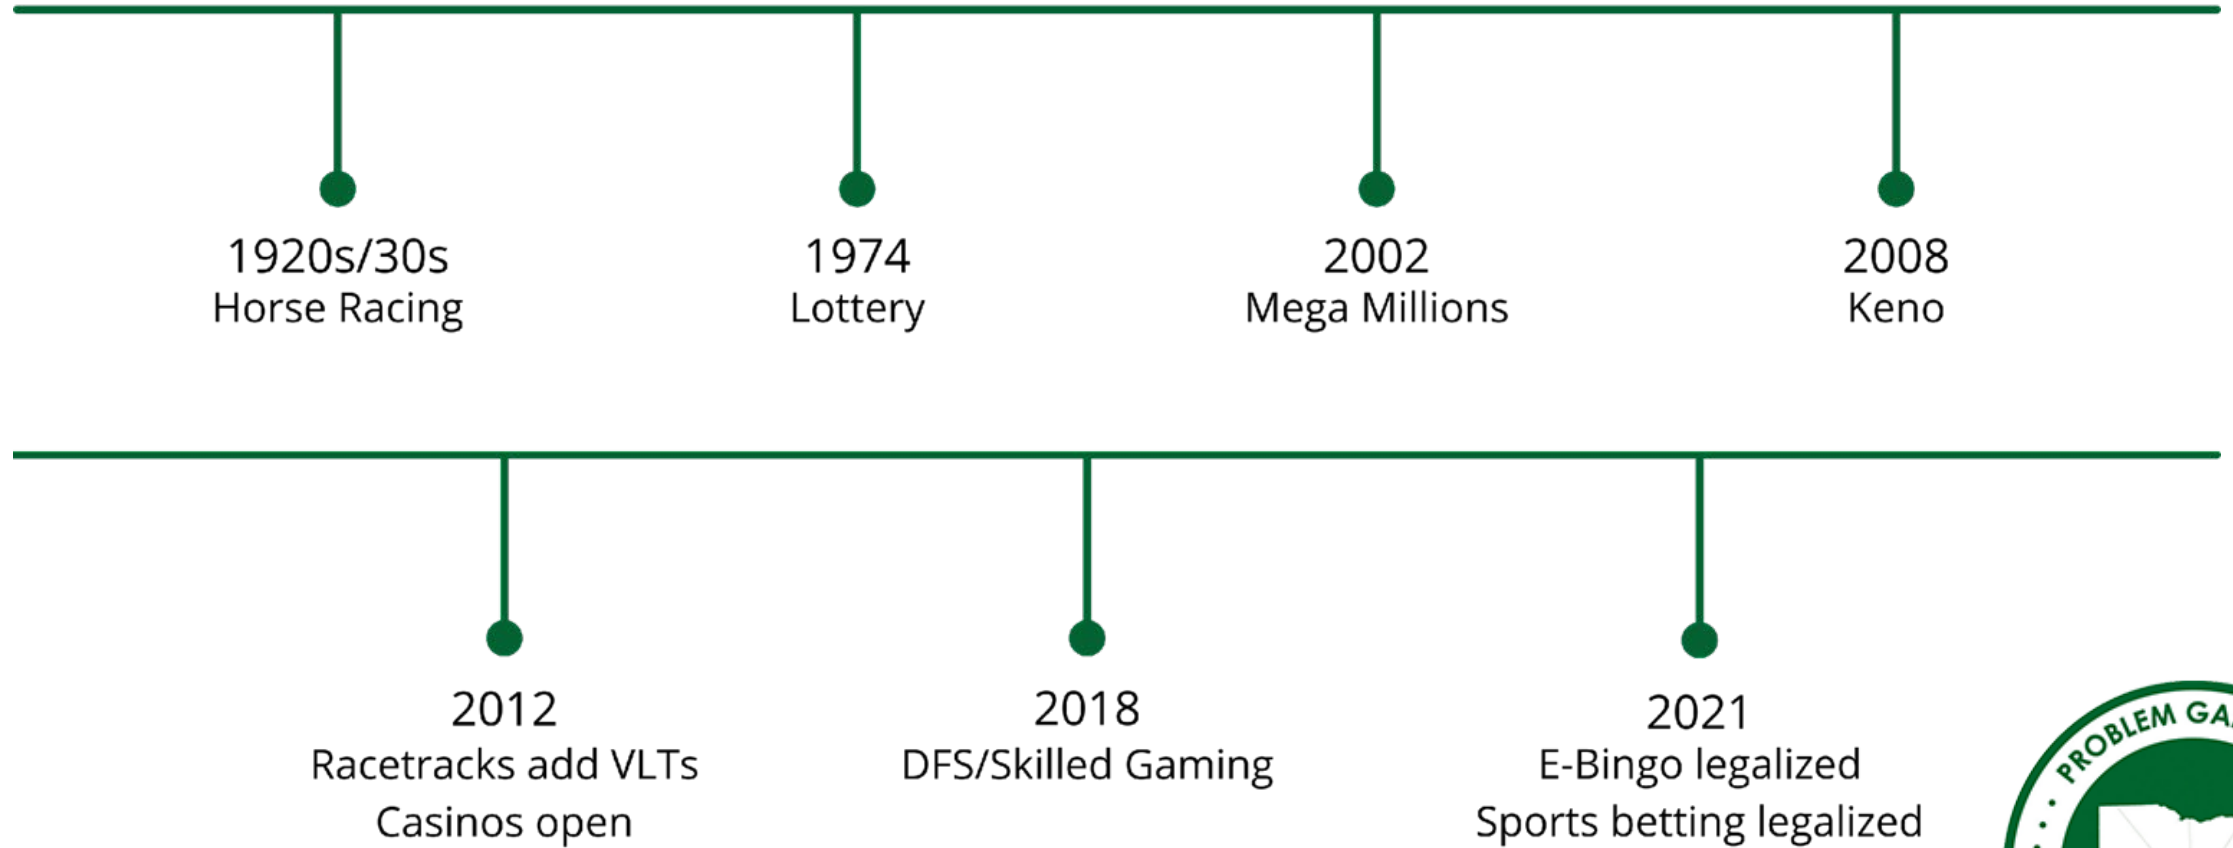 1920s/30s
Horse Racing
1974
Lottery
2002
Mega Millions
2008
Keno
2012
Racetracks add VLTs
Casinos open
2018
DFS/Skilled Gaming
2021
E-Bingo legalized
Sports betting legalized
PROBLEM